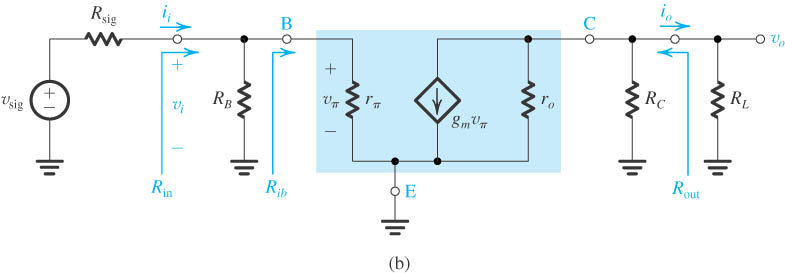 R_sig
i_i
B
C
i_o
v_o
v_sig
+
−
+
v_i
−
R_B
+
v_π
−
r_π
g_m v_π
r_o
R_C
R_L
R_in
R_ib
E
R_out
(b)